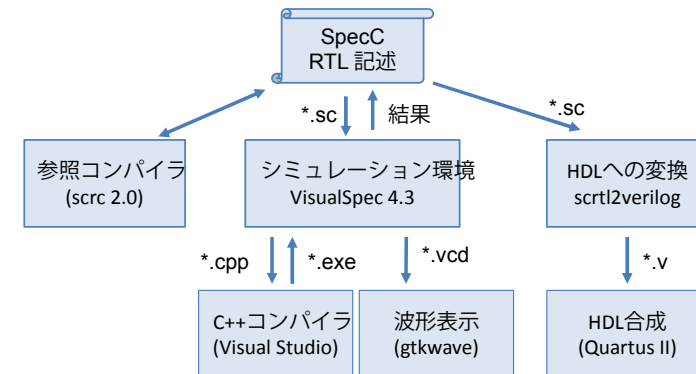 SpecC
RTL 記述
*.sc
結果
*.sc
参照コンパイラ
(scrc 2.0)
シミュレーション環境
VisualSpec 4.3
HDLへの変換
scrtl2verilog
*.cpp
*.exe
*.vcd
*.v
C++コンパイラ
(Visual Studio)
波形表示
(gtkwave)
HDL合成
(Quartus II)